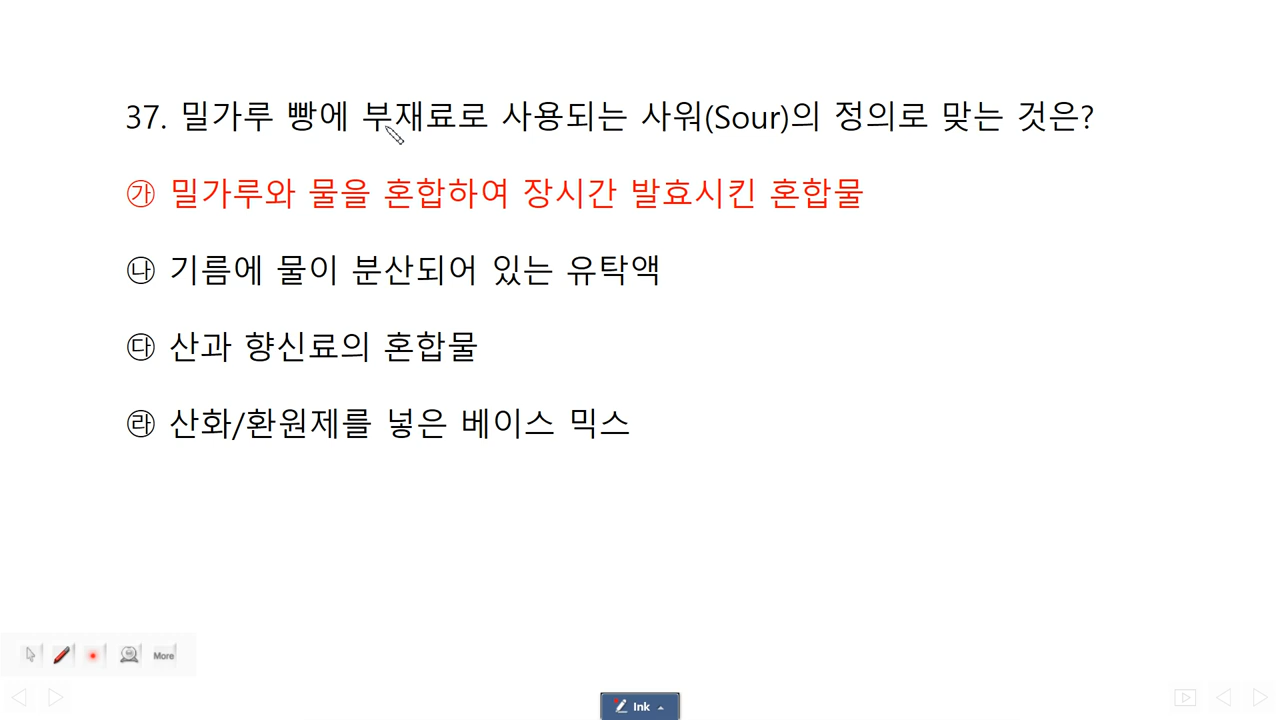 37. 밀가루 빵에 부재료로 사용되는 사워(Sour)의 정의로 맞는 것은?
㉮ 밀가루와 물을 혼합하여 장시간 발효시킨 혼합물
㉯ 기름에 물이 분산되어 있는 유탁액
㉰ 산과 향신료의 혼합물
㉱ 산화/환원제를 넣은 베이스 믹스
More
Ink